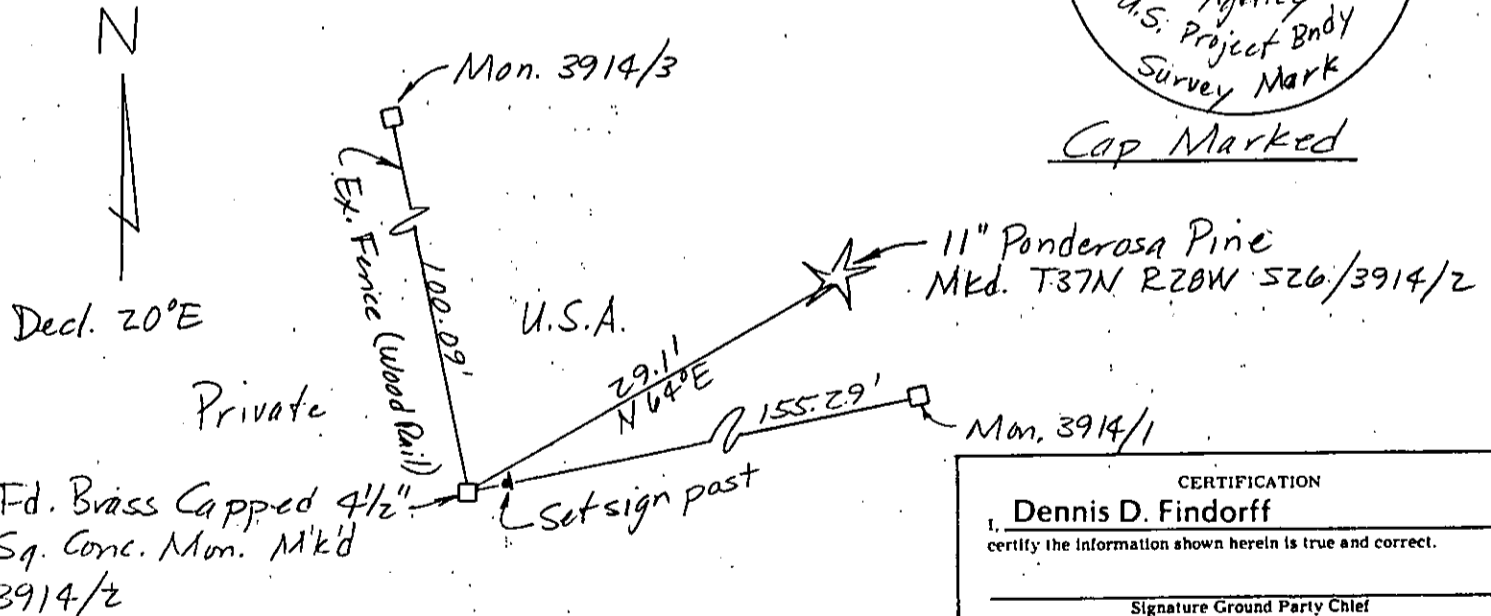 N
Agency
U.S. Project Bndy
Survey Mark
Cap Marked
Mon. 3914/3
Ex. Fence (Wood Rail)
100.09'
11" Ponderosa Pine
Mkd. T37N R28W S26/3914/2
Decl. 20°E
U.S.A.
Private
29.1'
N 64°E
155.29'
Mon. 3914/1
Set sign post
Fd. Brass Capped 4½"
Sq. Conc. Mon. Mk'd
3914/2
CERTIFICATION
I, Dennis D. Findorff
certify the information shown herein is true and correct.
Signature Ground Party Chief